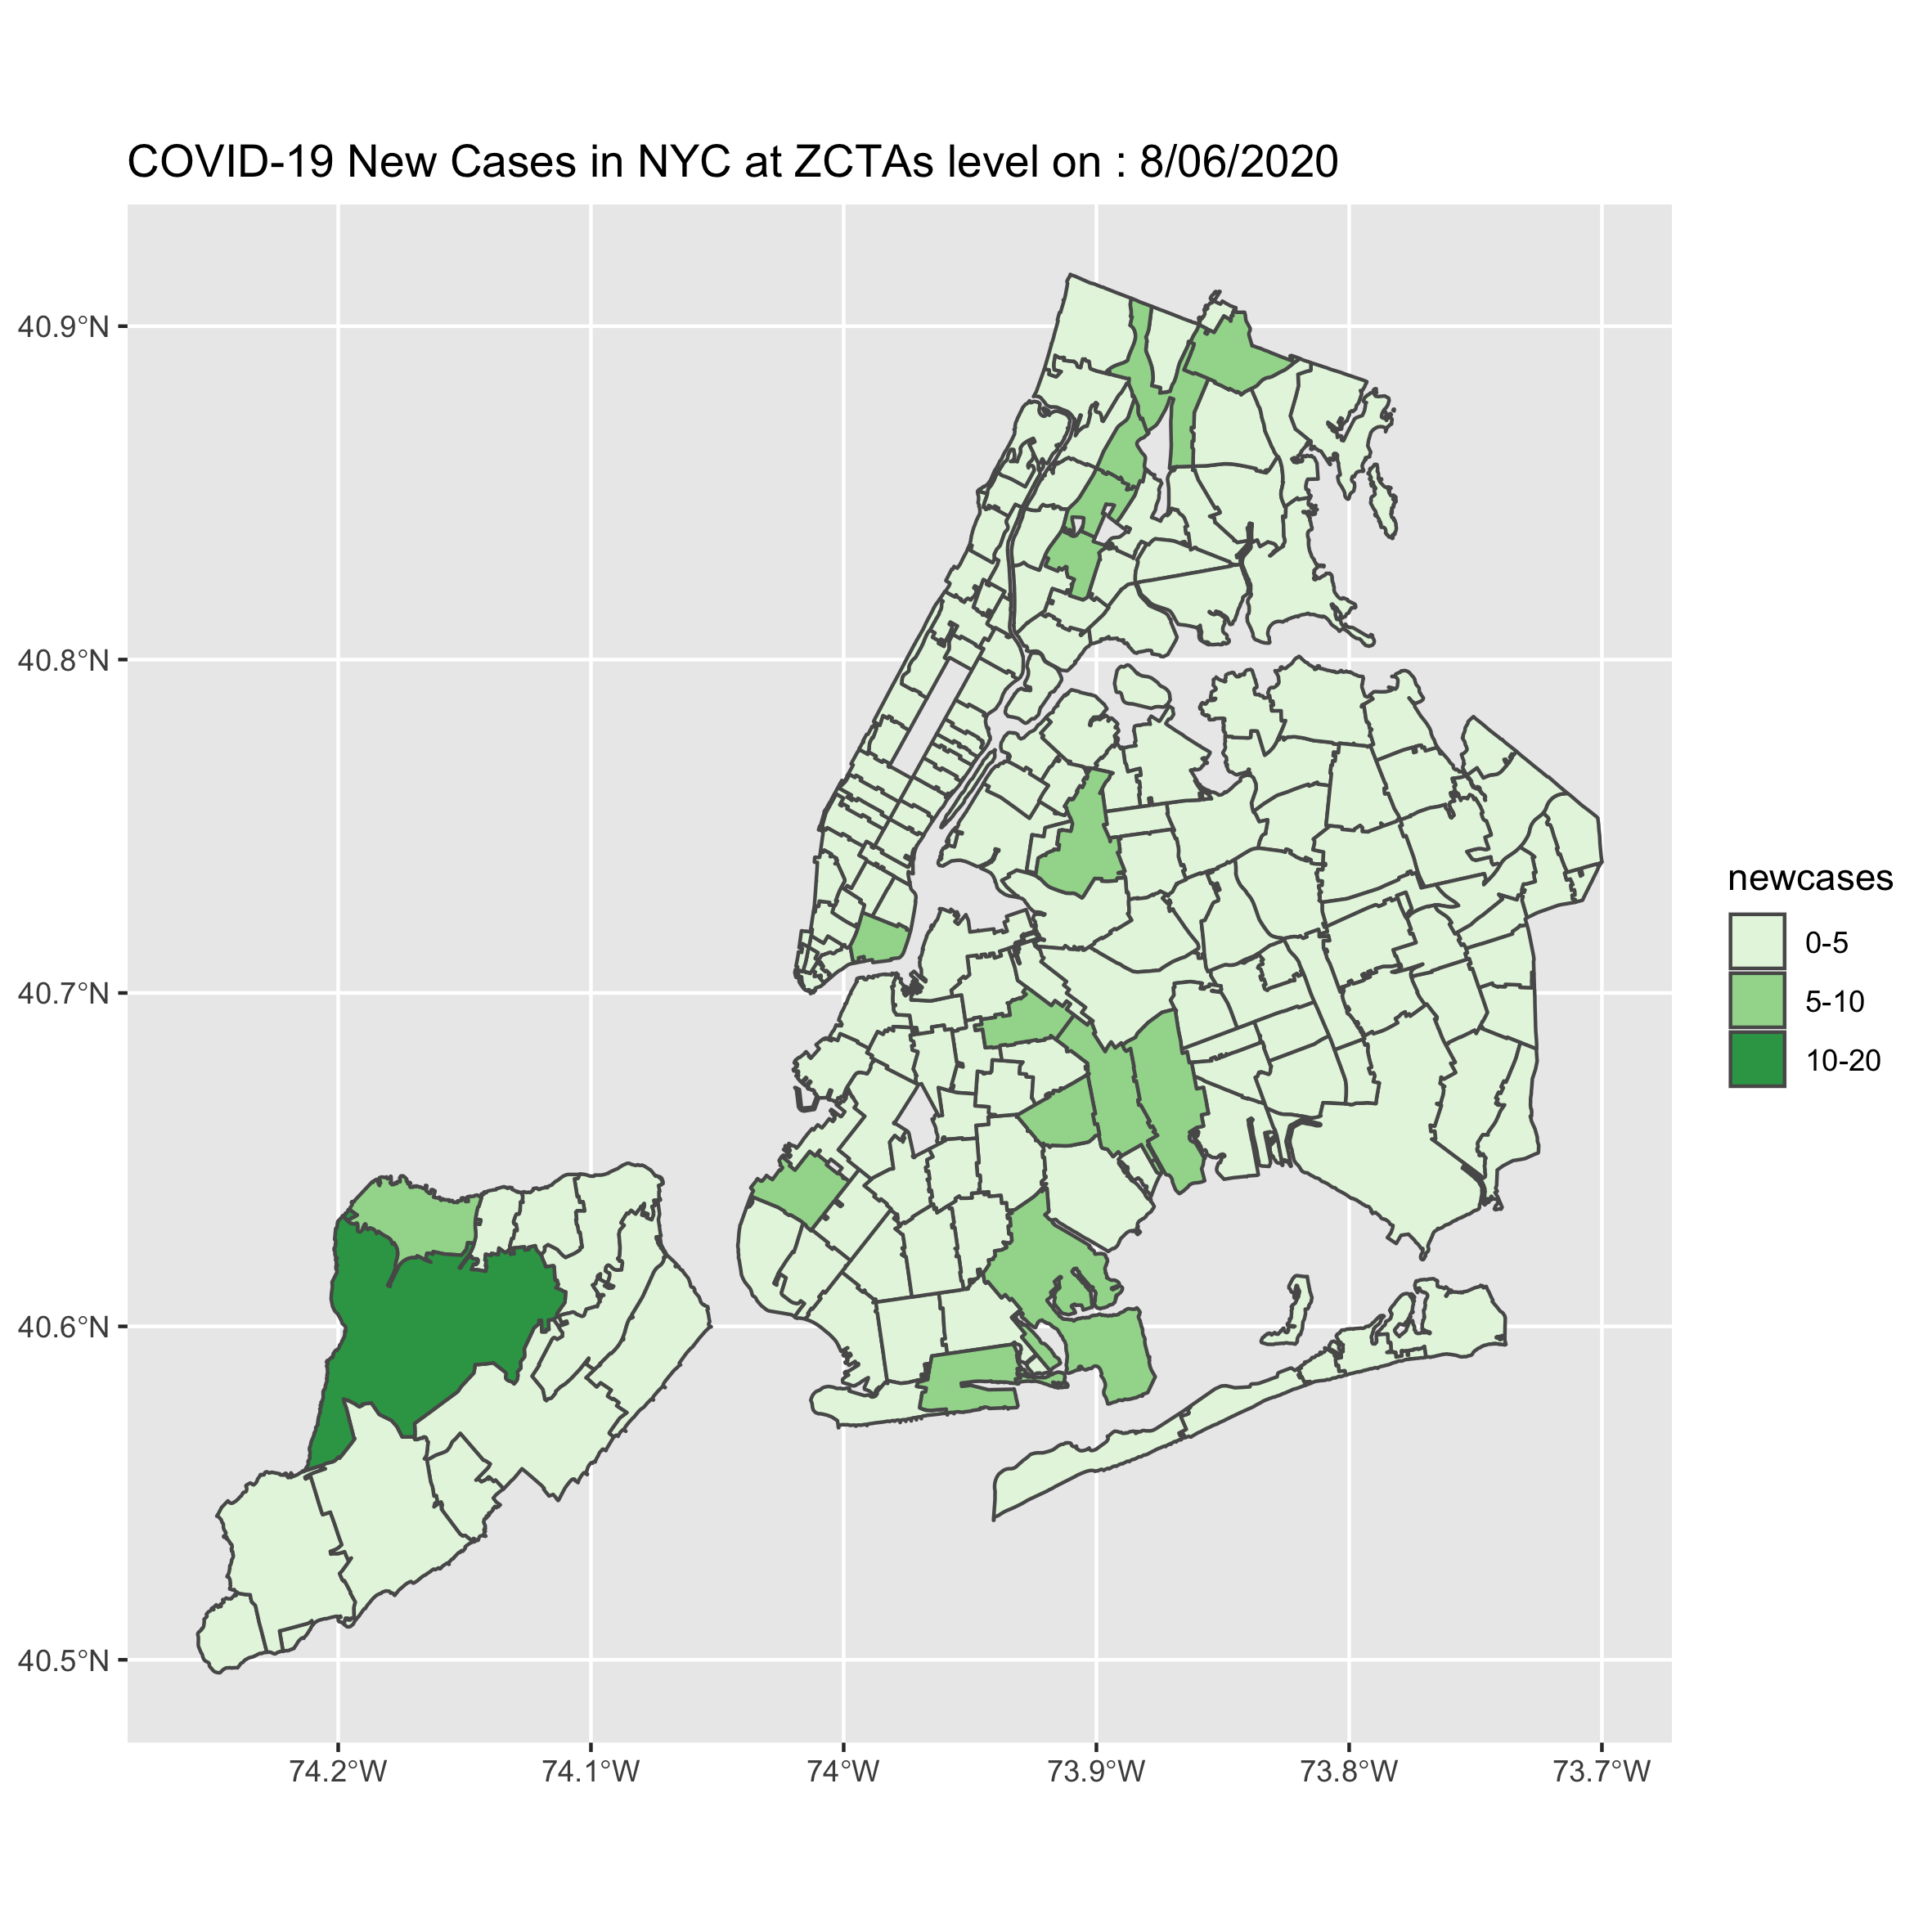 COVID-19 New Cases in NYC at ZCTAs level on : 8/06/2020
40.9°N
40.8°N
40.7°N
40.6°N
40.5°N
74.2°W
74.1°W
74°W
73.9°W
73.8°W
73.7°W
newcases
0-5
5-10
10-20